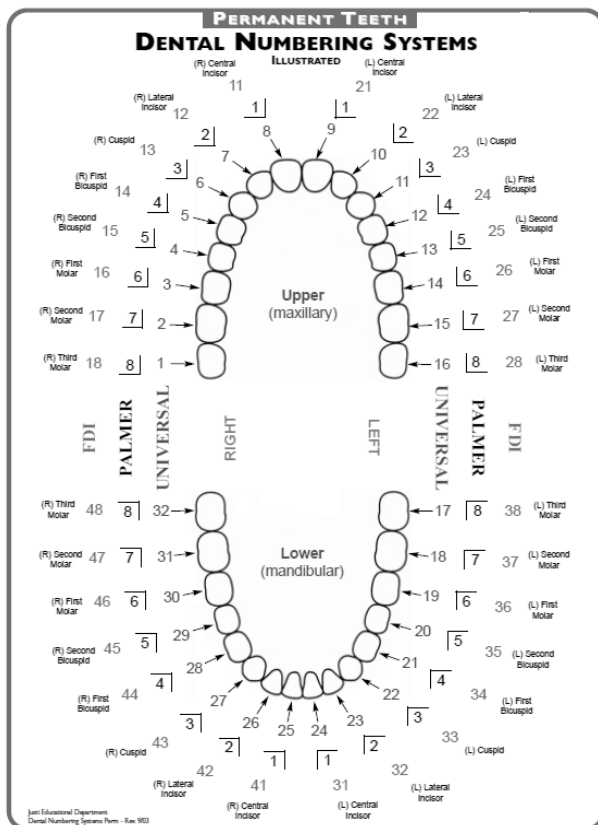 PERMANENT TEETH
DENTAL NUMBERING SYSTEMS
ILLUSTRATED
(R) Central
Incisor
11
1
8
(L) Central
Incisor
21
1
9
(R) Lateral
Incisor
12
2
7
(L) Lateral
Incisor
22
2
10
(R) Cuspid
13
3
6
(L) Cuspid
23
3
11
(R) First
Bicuspid
14
4
5
(L) First
Bicuspid
24
4
12
(R) Second
Bicuspid
15
5
4
(L) Second
Bicuspid
25
5
13
(R) First
Molar
16
6
3
(L) First
Molar
26
6
14
Upper
(maxillary)
(R) Second
Molar
17
7
2
15
7
27
(L) Second
Molar
(R) Third
Molar
18
8
1
16
8
28
(L) Third
Molar
FDI
PALMER
UNIVERSAL
RIGHT
LEFT
UNIVERSAL
PALMER
FDI
(R) Third
Molar
48
8
32
17
8
38
(L) Third
Molar
(R) Second
Molar
47
7
31
Lower
(mandibular)
18
7
37
(L) Second
Molar
(R) First
Molar
46
6
30
19
6
36
(L) First
Molar
(R) Second
Bicuspid
45
5
29
20
5
35
(L) Second
Bicuspid
(R) First
Bicuspid
44
4
28
21
4
34
(L) First
Bicuspid
(R) Cuspid
43
3
27
22
3
33
(L) Cuspid
(R) Lateral
Incisor
42
2
26
23
2
32
(L) Lateral
Incisor
(R) Central
Incisor
41
1
25
24
1
31
(L) Central
Incisor
Justi Educational Department
Dental Numbering Systems Perm - Rev. 9/03